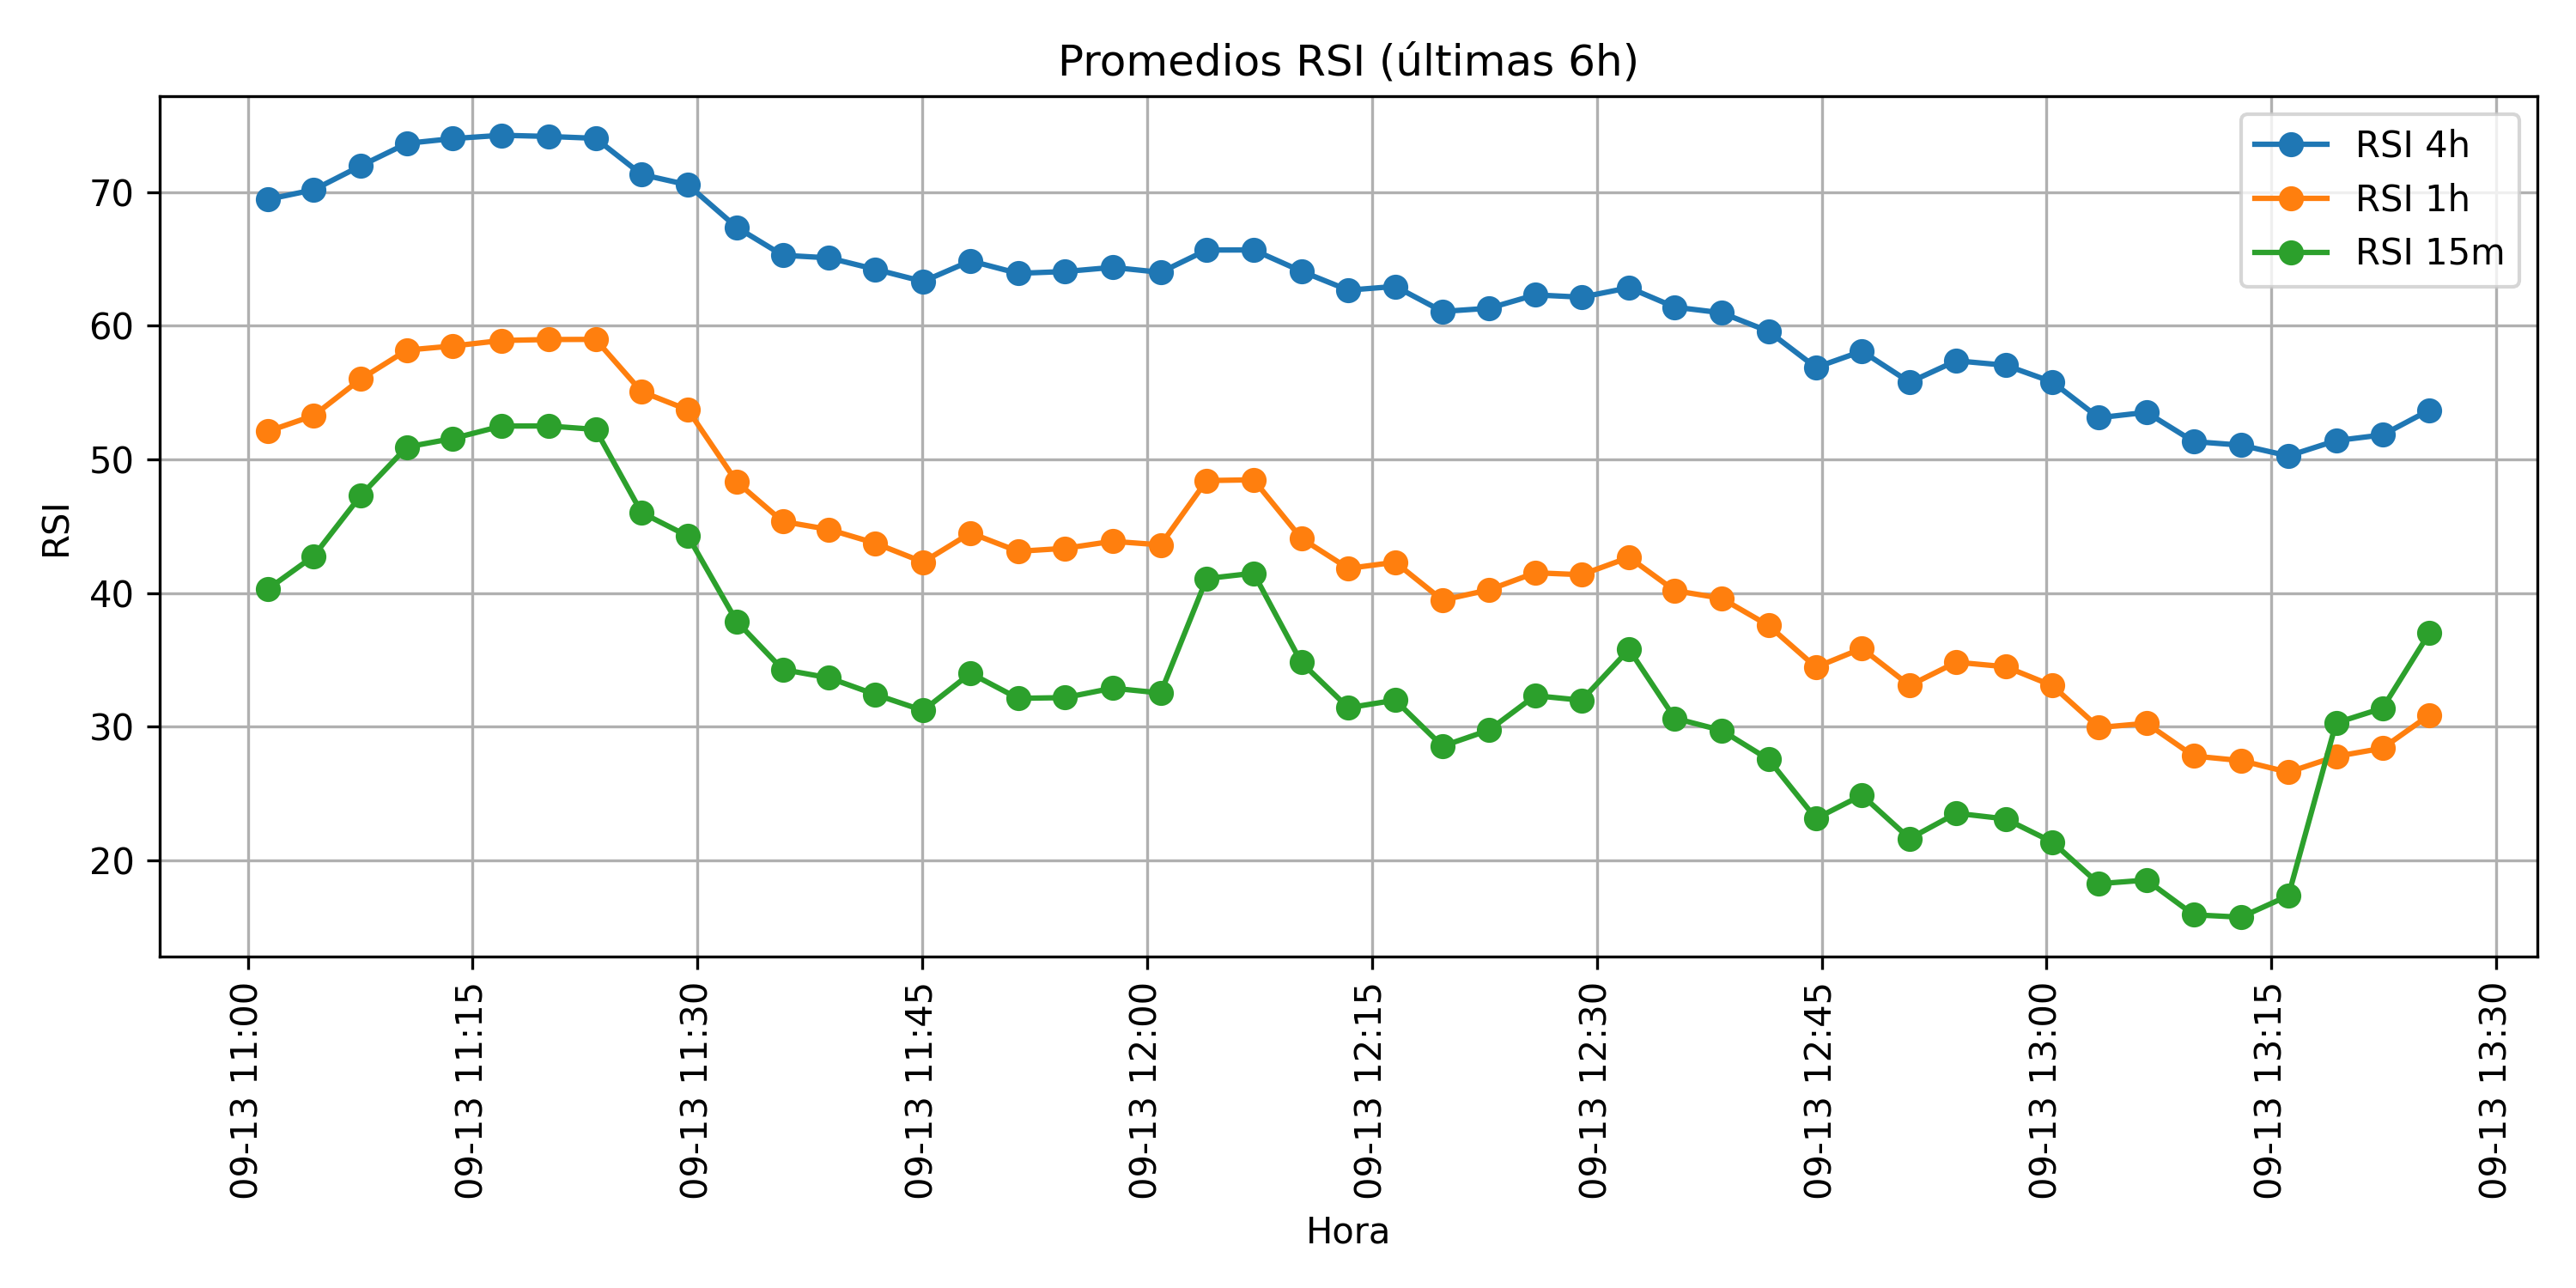 Promedios RSI (últimas 6h)
RSI 4h
RSI 1h
RSI 15m
RSI
70
60
50
40
30
20
09-13 11:00
09-13 11:15
09-13 11:30
09-13 11:45
09-13 12:00
09-13 12:15
09-13 12:30
09-13 12:45
09-13 13:00
09-13 13:15
09-13 13:30
Hora